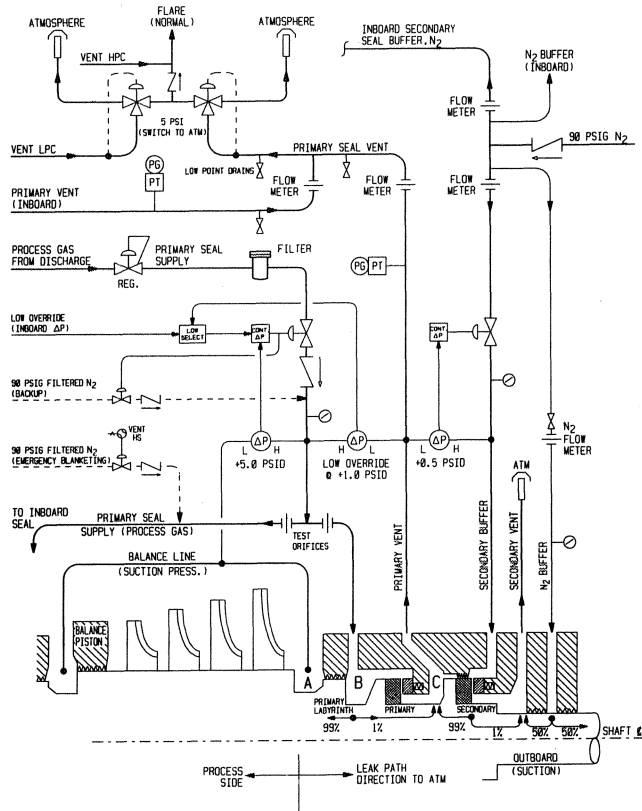 ATMOSPHERE
FLARE
(NORMAL)
ATMOSPHERE
VENT HPC
5 PSI
(SWITCH TO ATM)
VENT LPC
PG
PT
LOW POINT DRAINS
PRIMARY SEAL VENT
PRIMARY VENT
(INBOARD)
FLOW
METER
FLOW
METER
INBOARD SECONDARY
SEAL BUFFER, N2
N2 BUFFER
(INBOARD)
FLOW
METER
90 PSIG N2
FLOW
METER
PROCESS GAS
FROM DISCHARGE
PRIMARY SEAL
SUPPLY
REG.
FILTER
PG PT
LOW OVERRIDE
(INBOARD ΔP)
LOW
SELECT
CONT
ΔP
CONT
ΔP
90 PSIG FILTERED N2
(BACKUP)
VENT
HS
90 PSIG FILTERED N2
(EMERGENCY BLANKETING)
L ΔP H
+5.0 PSID
H ΔP L
LOW OVERRIDE
@ +1.0 PSID
L ΔP H
+0.5 PSID
N2
FLOW
METER
ATM
TO INBOARD
SEAL
PRIMARY SEAL
SUPPLY (PROCESS GAS)
TEST
ORIFICES
BALANCE LINE
(SUCTION PRESS.)
PRIMARY VENT
SECONDARY BUFFER
SECONDARY VENT
N2 BUFFER
BALANCE
PISTON
A
B
C
PRIMARY
LABYRINTH
PRIMARY
SECONDARY
99%
1%
99%
1%
50%
50%
SHAFT ℄
PROCESS
SIDE
LEAK PATH
DIRECTION TO ATM
OUTBOARD
(SUCTION)